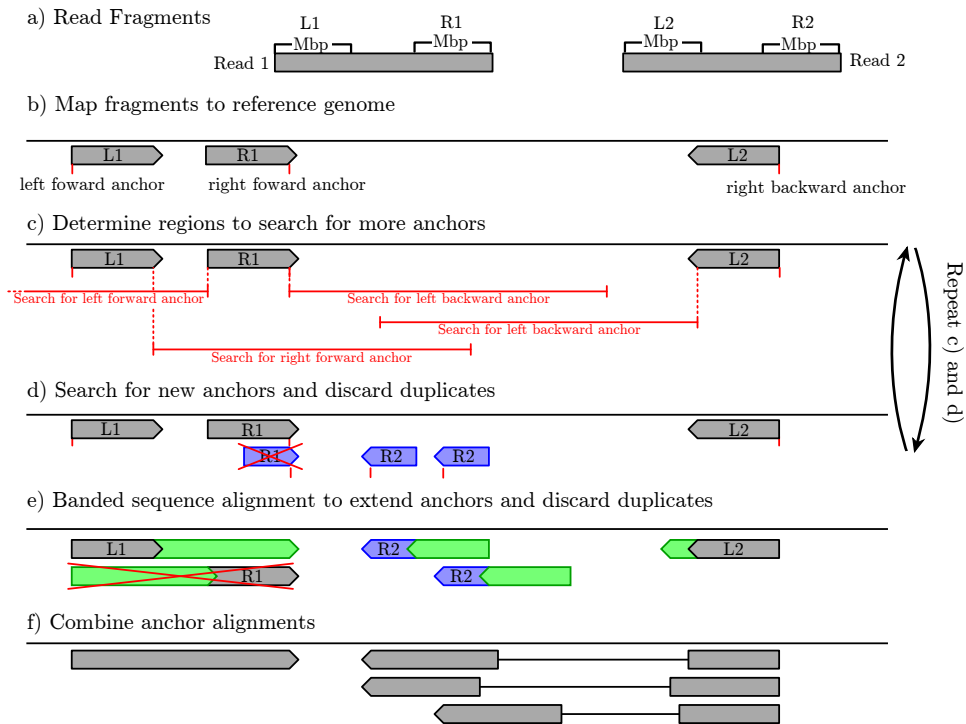 a) Read Fragments
L1 R1 L2 R2
Mbp Mbp Mbp Mbp
Read 1 Read 2
b) Map fragments to reference genome
L1 R1 L2
left foward anchor right foward anchor right backward anchor
c) Determine regions to search for more anchors
L1 R1 L2
Search for left forward anchor Search for left backward anchor
Search for left backward anchor
Search for right forward anchor
Repeat c) and d)
d) Search for new anchors and discard duplicates
L1 R1 L2
R1 R2 R2
e) Banded sequence alignment to extend anchors and discard duplicates
L1 R2 L2
R1 R2
f) Combine anchor alignments